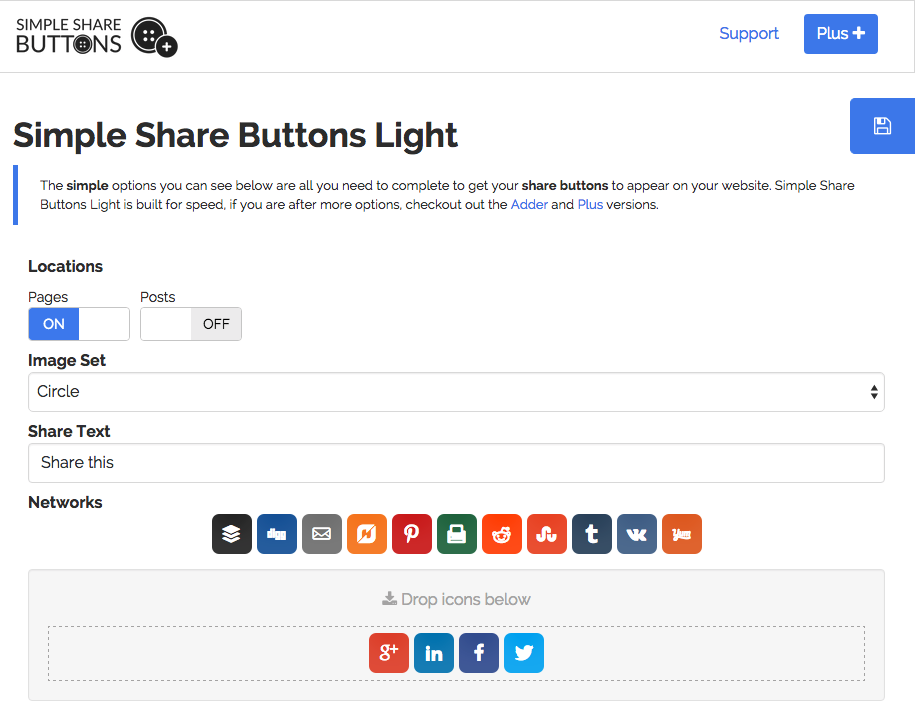 SIMPLE SHARE
BUTTONS
Support
Plus
Simple Share Buttons Light
The simple options you can see below are all you need to complete to get your share buttons to appear on your website. Simple Share
Buttons Light is built for speed, if you are after more options, checkout out the Adder and Plus versions.
Locations
Pages
Posts
ON
OFF
Image Set
Circle
Share Text
Share this
Networks
digg
t
Drop icons below
g+
in
f